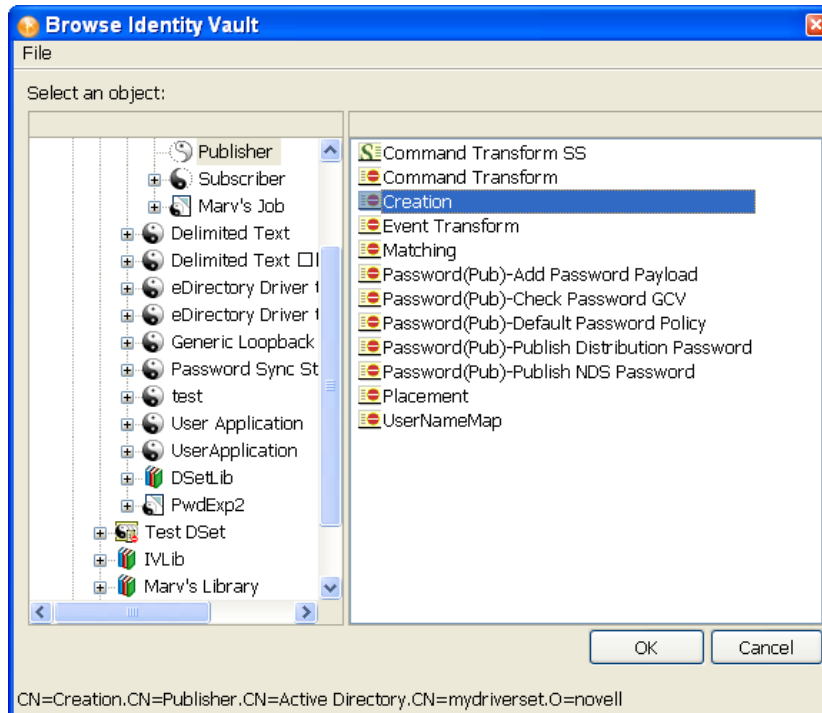 Browse Identity Vault
File
Select an object:
Publisher
Subscriber
Marv's Job
Delimited Text
Delimited Text
eDirectory Driver
eDirectory Driver
Generic Loopback
Password Sync St
test
User Application
UserApplication
DSetLib
PwdExp2
Test DSet
IVLib
Marv's Library
Command Transform SS
Command Transform
Creation
Event Transform
Matching
Password(Pub)-Add Password Payload
Password(Pub)-Check Password GCV
Password(Pub)-Default Password Policy
Password(Pub)-Publish Distribution Password
Password(Pub)-Publish NDS Password
Placement
UserNameMap
OK
Cancel
CN=Creation.CN=Publisher.CN=Active Directory.CN=mydriverset.O=novell